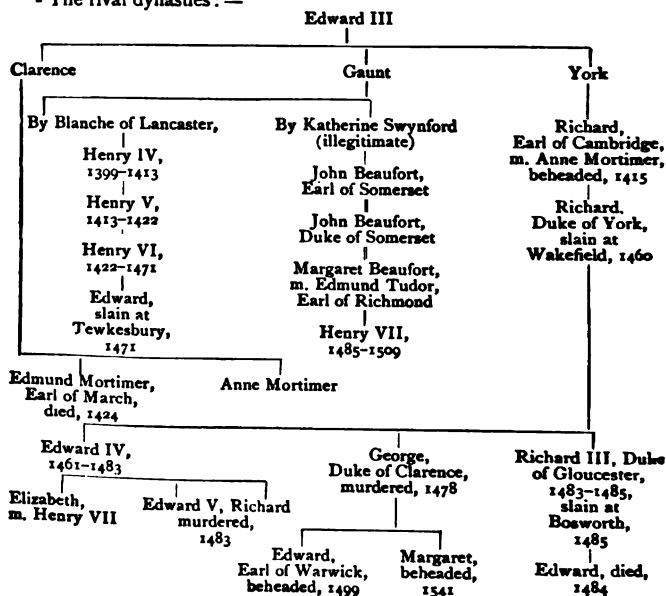 The rival dynasties: —
Edward III
Clarence
Gaunt
York
By Blanche of Lancaster,
Henry IV,
1399–1413
Henry V,
1413–1422
Henry VI,
1422–1471
Edward,
slain at
Tewkesbury,
1471
By Katherine Swynford
(illegitimate)
John Beaufort,
Earl of Somerset
John Beaufort,
Duke of Somerset
Margaret Beaufort,
m. Edmund Tudor,
Earl of Richmond
Henry VII,
1485–1509
Richard,
Earl of Cambridge,
m. Anne Mortimer,
beheaded, 1415
Richard.
Duke of York,
slain at
Wakefield, 1460
Edmund Mortimer,
Earl of March,
died, 1424
Anne Mortimer
Edward IV,
1461–1483
George,
Duke of Clarence,
murdered, 1478
Richard III, Duke
of Gloucester,
1483–1485,
slain at
Bosworth,
1485
Elizabeth,
m. Henry VII
Edward V, Richard
murdered,
1483
Edward,
Earl of Warwick,
beheaded, 1499
Margaret,
beheaded,
1541
Edward, died,
1484